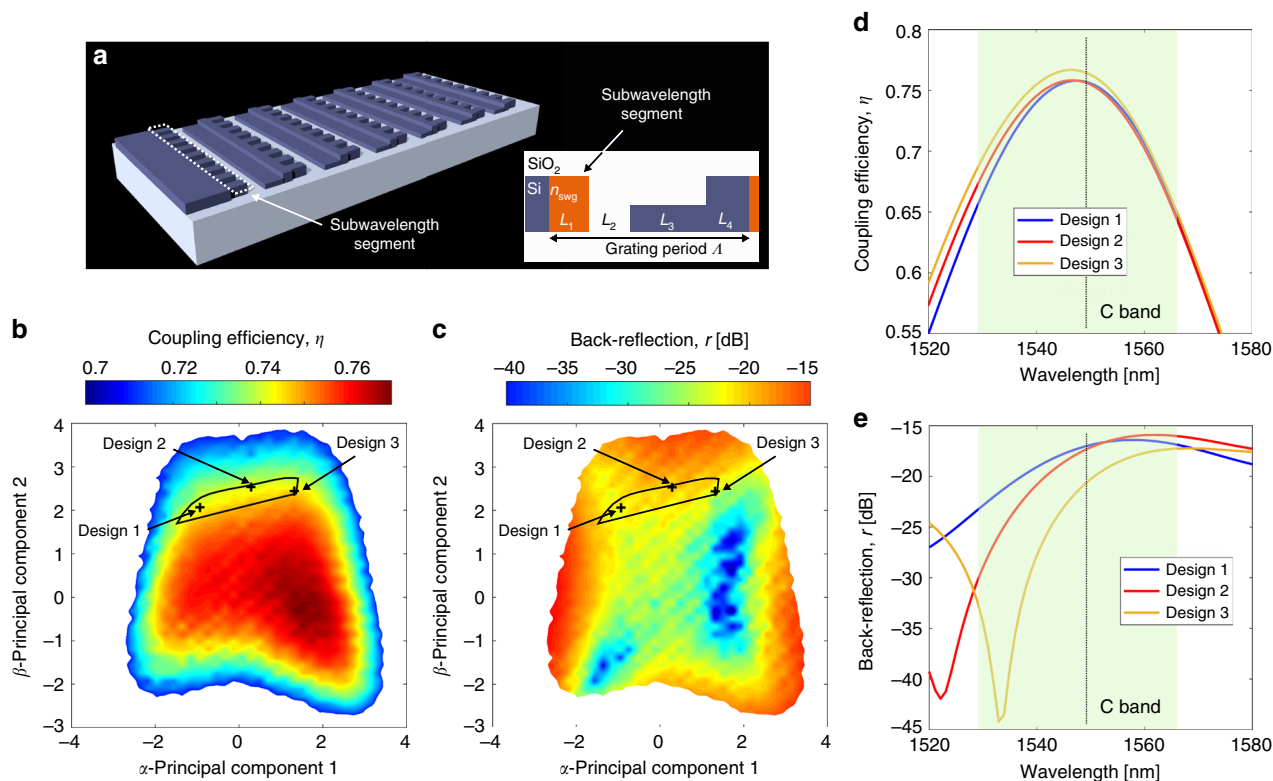 a
Subwavelength
segment
Subwavelength
segment
SiO2
Si
nswg
L1
L2
L3
L4
Grating period Λ
b
Coupling efficiency, η
0.7
0.72
0.74
0.76
Design 2
Design 3
Design 1
β-Principal component 2
4
3
2
1
0
−1
−2
−3
−4
−2
0
2
4
α-Principal component 1
c
Back-reflection, r [dB]
−40
−35
−30
−25
−20
−15
Design 2
Design 3
Design 1
β-Principal component 2
4
3
2
1
0
−1
−2
−3
−4
−2
0
2
4
α-Principal component 1
d
Coupling efficiency, η
0.8
0.75
0.7
0.65
0.6
0.55
Design 1
Design 2
Design 3
C band
1520
1540
1560
1580
Wavelength [nm]
e
Back-reflection, r [dB]
−15
−20
−25
−30
−35
−40
−45
Design 1
Design 2
Design 3
C band
1520
1540
1560
1580
Wavelength [nm]